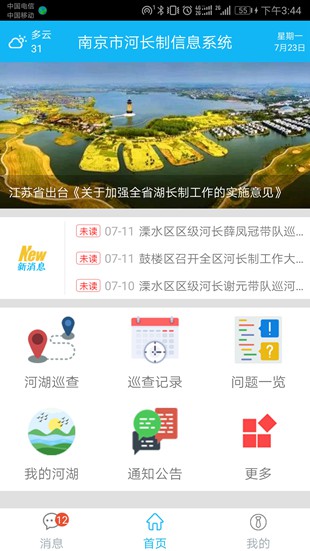 中国电信
中国移动
55
下午3:44
多云
31
南京市河长制信息系统
星期一
7月23日
江苏省出台《关于加强全省湖长制工作的实施意见》
New
新消息
未读 07-11 溧水区区级河长薛凤冠带队巡...
未读 07-11 鼓楼区召开全区河长制工作大...
未读 07-10 溧水区区级河长谢元带队巡河...
河湖巡查
巡查记录
问题一览
我的河湖
通知公告
更多
12
消息
首页
我的